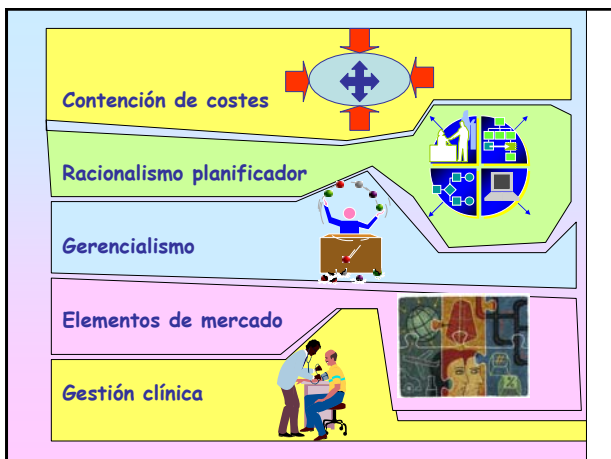 Contención de costes
Racionalismo planificador
Gerencialismo
Elementos de mercado
Gestión clínica